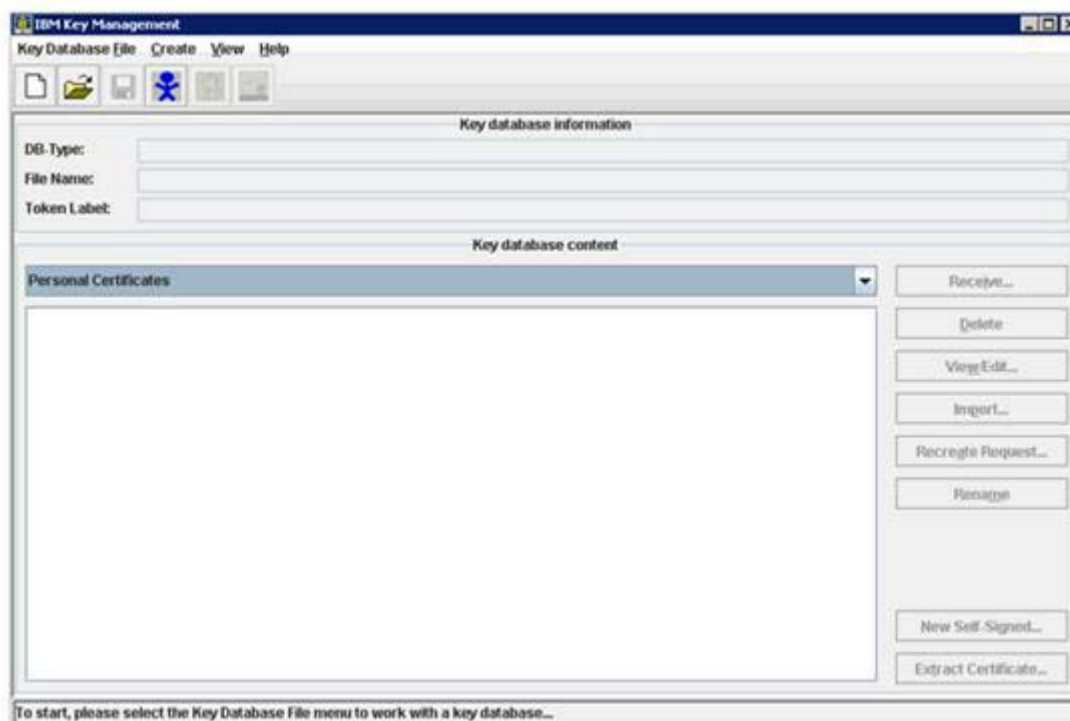 IBM Key Management
Key Database File Create View Help
Key database information
DB-Type:
File Name:
Token Label:
Key database content
Personal Certificates
Receive...
Delete
View/Edit...
Import...
Recreate Request...
Rename
New Self-Signed...
Extract Certificate...
To start, please select the Key Database File menu to work with a key database...